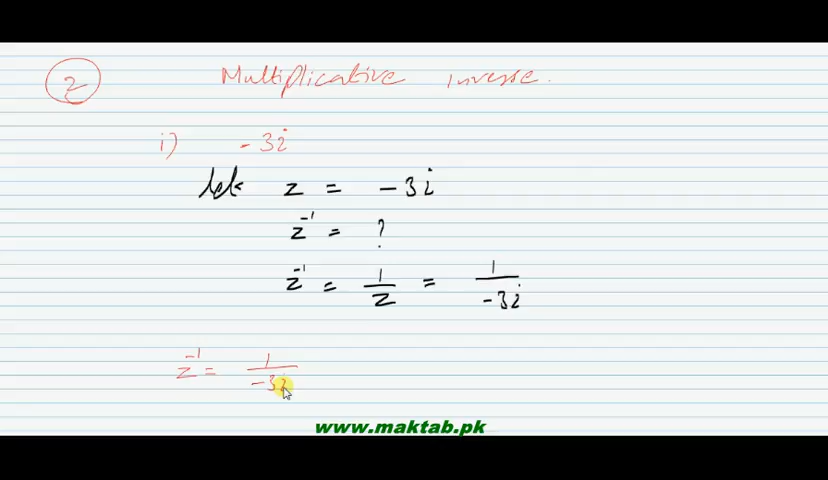 2 Multiplicative inverse.
i) -3i
let z = -3i
z⁻¹ = ?
z⁻¹ = 1/z = 1/-3i
z⁻¹ = 1/-3i
www.maktab.pk